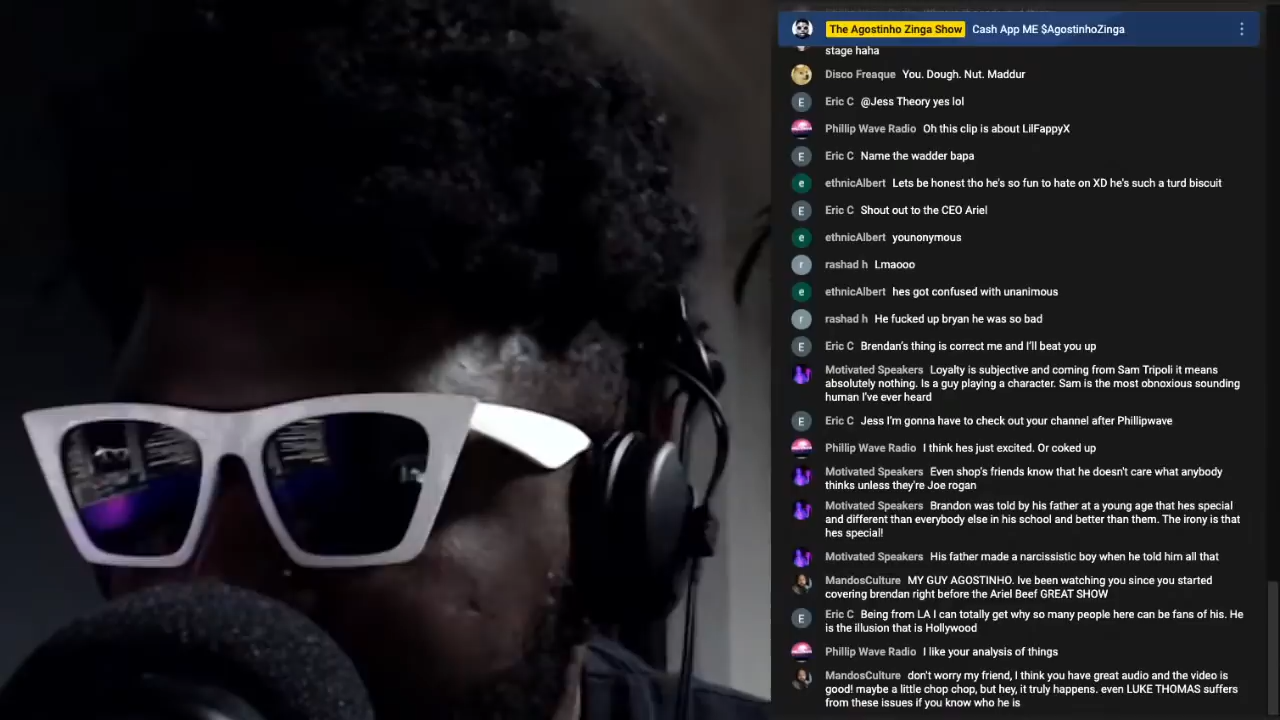 The Agostinho Zinga Show Cash App ME $AgostinhoZinga
stage haha
Disco Freaque You. Dough. Nut. Maddur
E Eric C @Jess Theory yes lol
Phillip Wave Radio Oh this clip is about LilFappyX
E Eric C Name the wadder bapa
e ethnicAlbert Lets be honest tho he's so fun to hate on XD he's such a turd biscuit
E Eric C Shout out to the CEO Ariel
e ethnicAlbert younonymous
r rashad h Lmaooo
e ethnicAlbert hes got confused with unanimous
r rashad h He fucked up bryan he was so bad
E Eric C Brendan's thing is correct me and I'll beat you up
Motivated Speakers Loyalty is subjective and coming from Sam Tripoli it means
absolutely nothing. Is a guy playing a character. Sam is the most obnoxious sounding
human I've ever heard
E Eric C Jess I'm gonna have to check out your channel after Phillipwave
Phillip Wave Radio I think hes just excited. Or coked up
Motivated Speakers Even shop's friends know that he doesn't care what anybody
thinks unless they're Joe rogan
Motivated Speakers Brandon was told by his father at a young age that hes special
and different than everybody else in his school and better than them. The irony is that
hes special!
Motivated Speakers His father made a narcissistic boy when he told him all that
MandosCulture MY GUY AGOSTINHO. Ive been watching you since you started
covering brendan right before the Ariel Beef GREAT SHOW
E Eric C Being from LA I can totally get why so many people here can be fans of his. He
is the illusion that is Hollywood
Phillip Wave Radio I like your analysis of things
MandosCulture don't worry my friend, I think you have great audio and the video is
good! maybe a little chop chop, but hey, it truly happens. even LUKE THOMAS suffers
from these issues if you know who he is